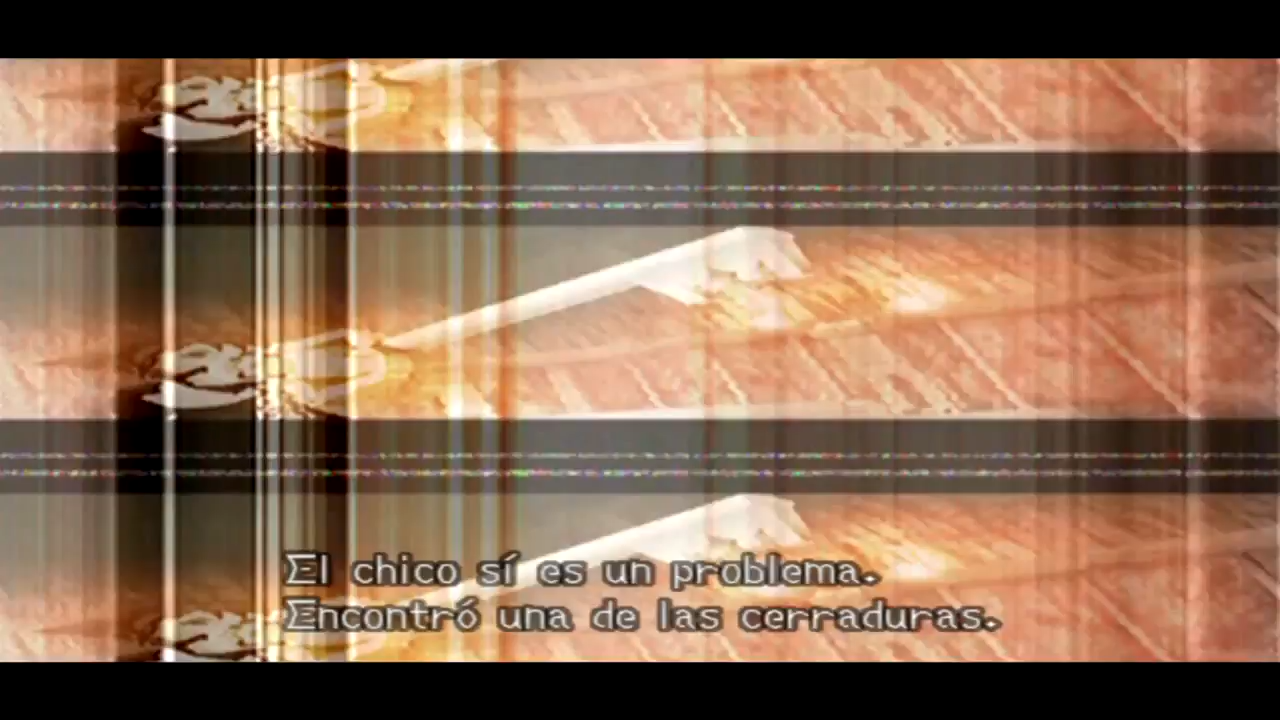 El chico sí es un problema.
Encontró una de las cerraduras.